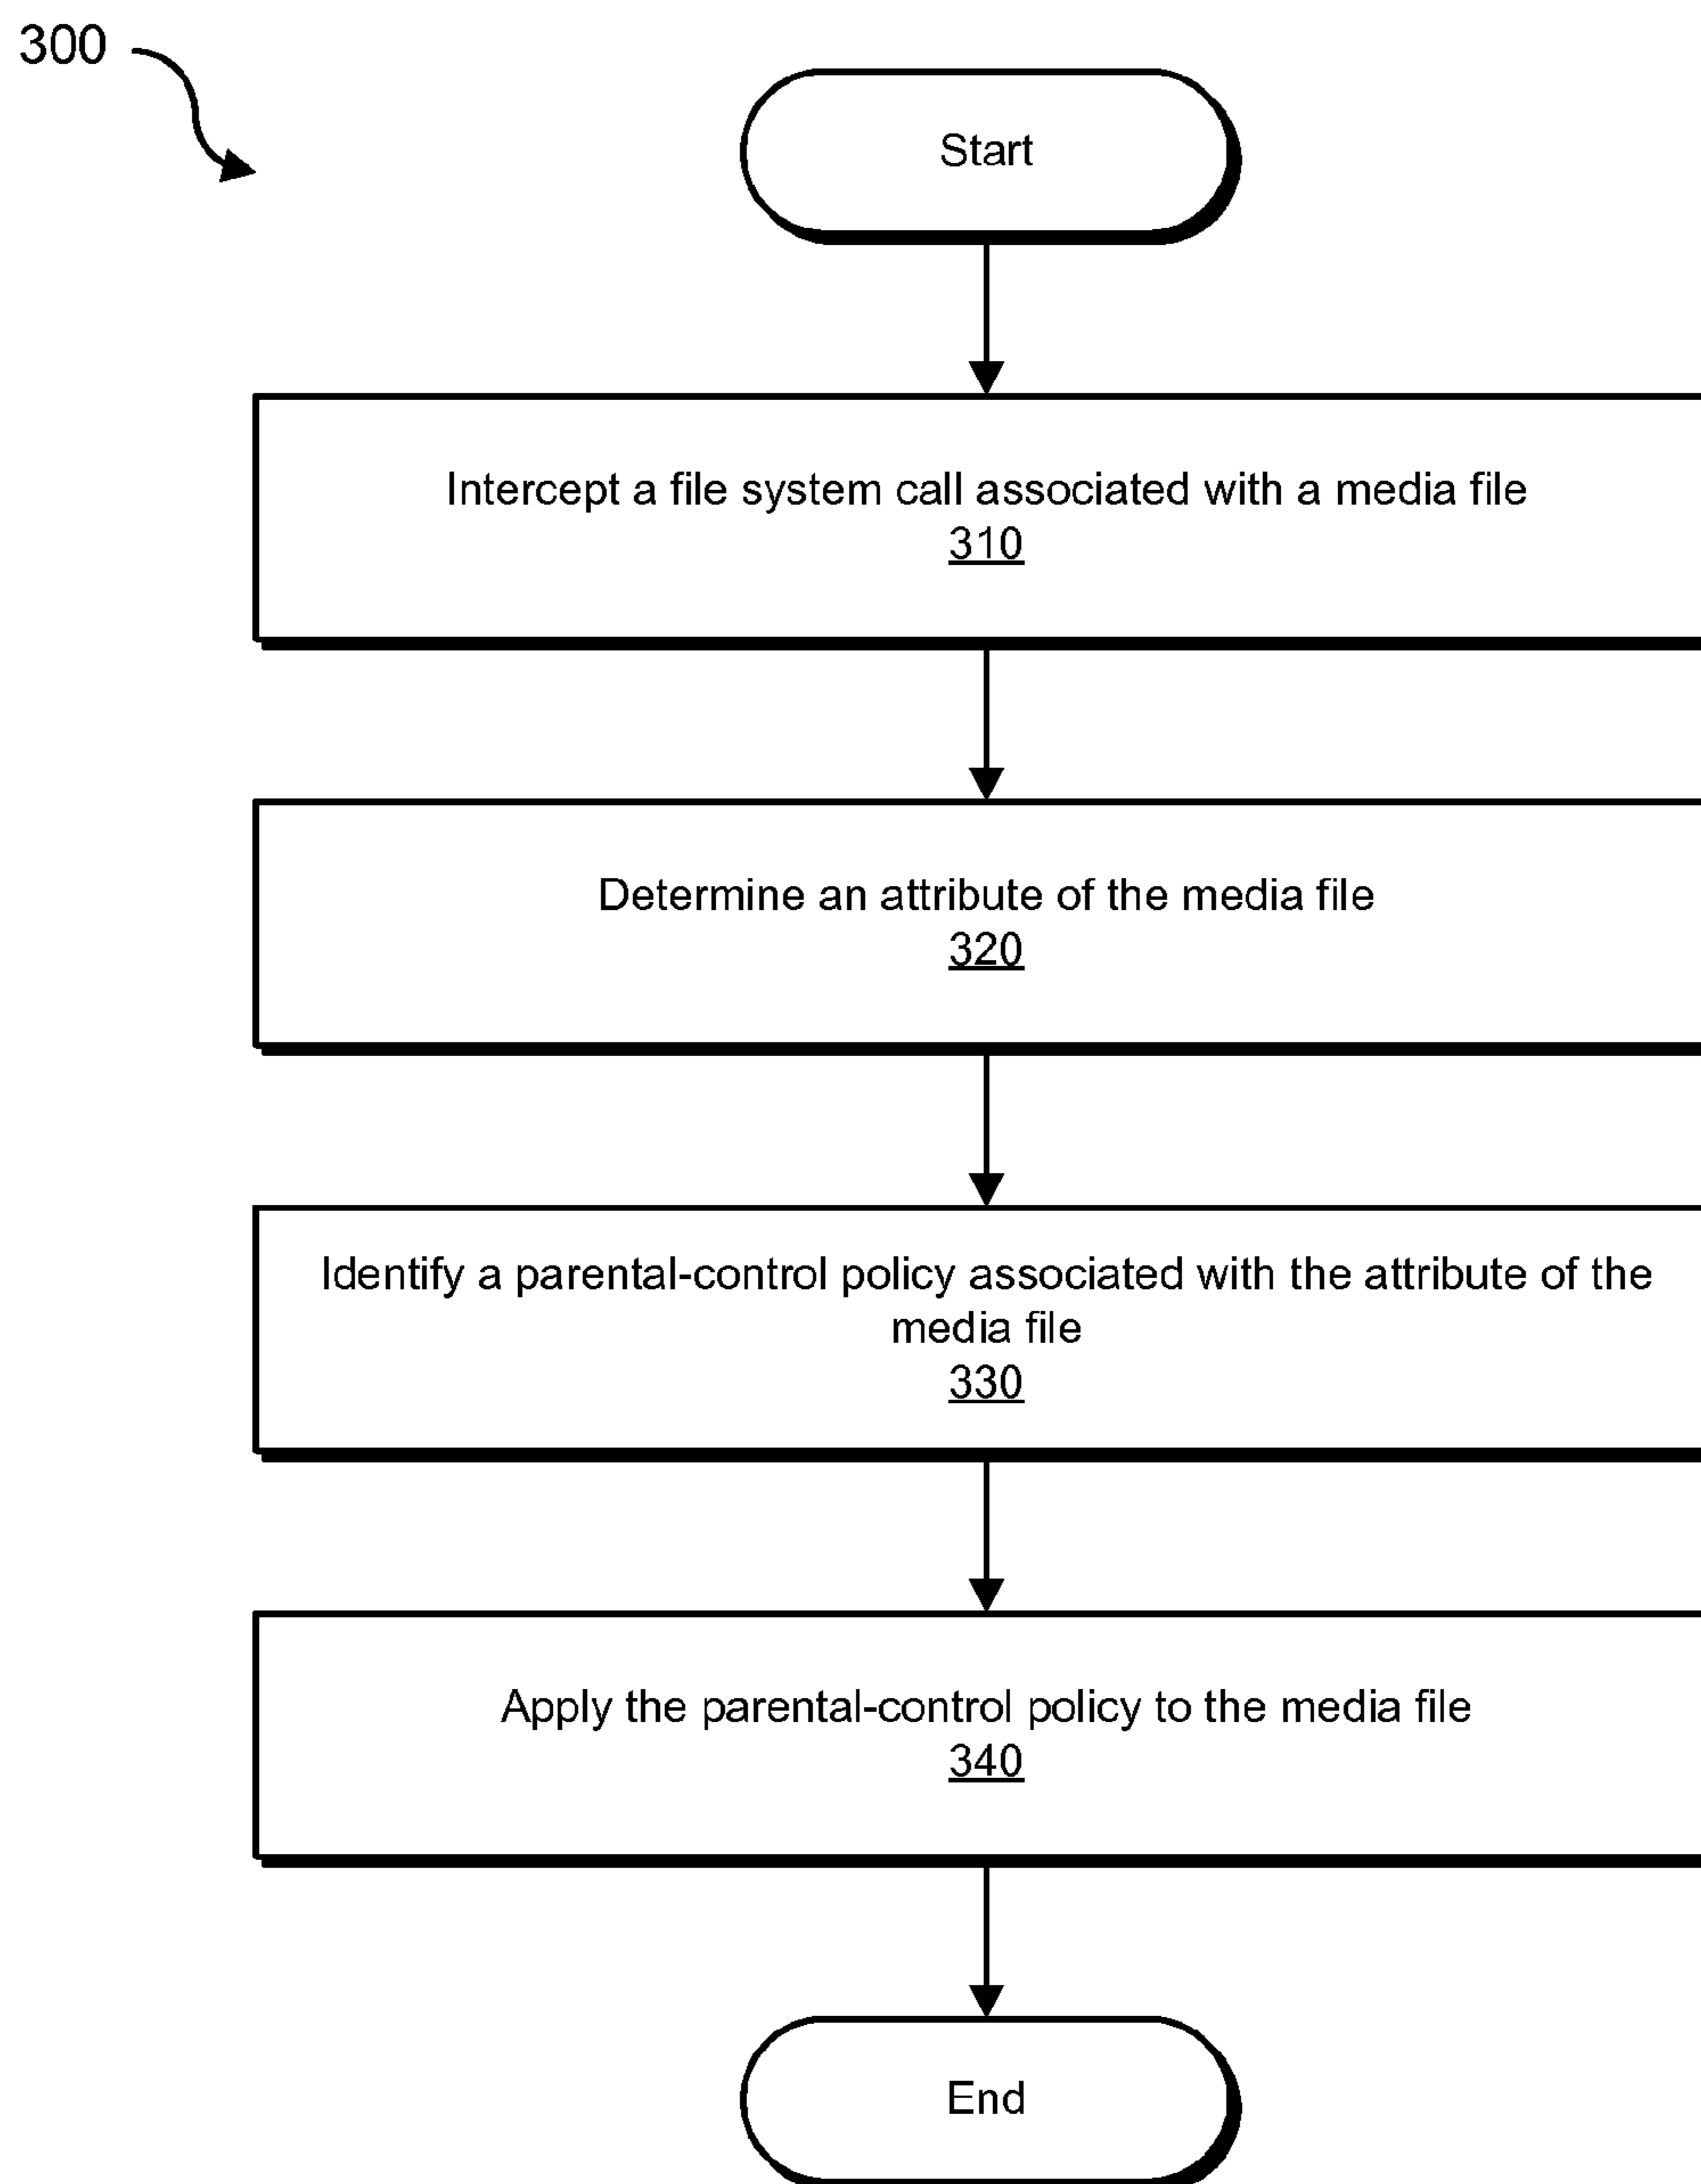 300
Start
Intercept a file system call associated with a media file
310
Determine an attribute of the media file
320
Identify a parental-control policy associated with the attribute of the
media file
330
Apply the parental-control policy to the media file
340
End